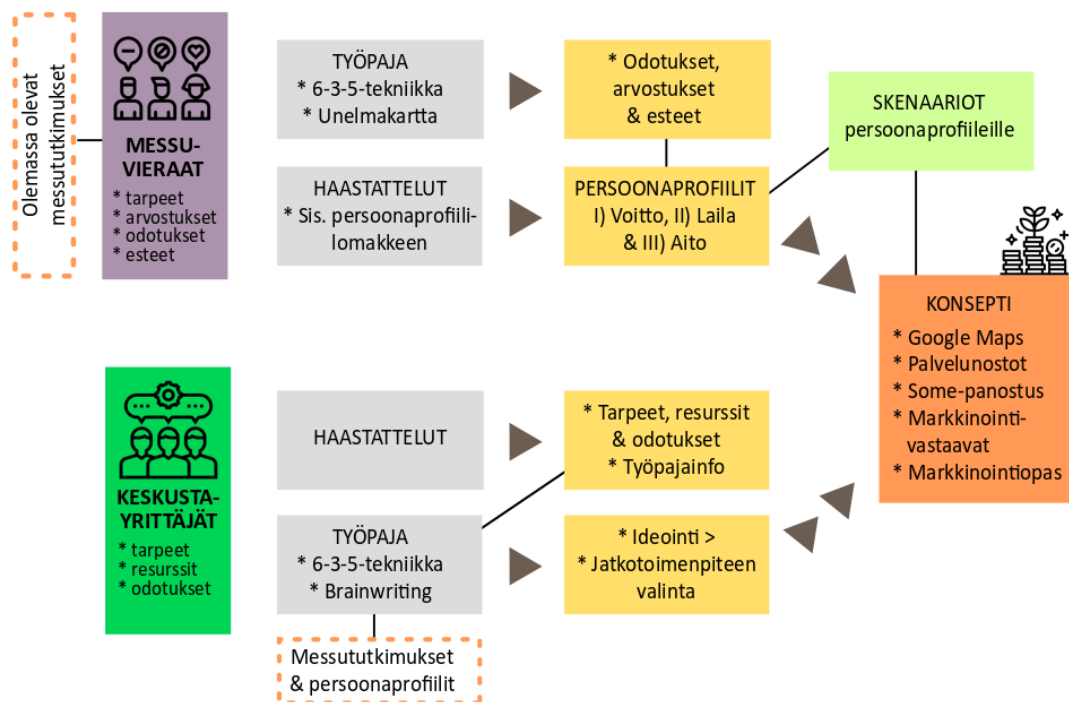 Olemassa olevat
messututkimukset
MESSU-
VIERAAT
* tarpeet
* arvostukset
* odotukset
* esteet
TYÖPAJA
* 6-3-5-tekniikka
* Unelmakartta
* Odotukset,
arvostukset
& esteet
SKENAARIOT
persoonaprofiileille
HAASTATTELUT
* Sis. persoonaprofiili-
lomakkeen
PERSOONAPROFIILIT
I) Voitto, II) Laila
& III) Aito
KONSEPTI
* Google Maps
* Palvelunostot
* Some-panostus
* Markkinointi-
vastaavat
* Markkinointiopas
KESKUSTA-
YRITTÄJÄT
* tarpeet
* resurssit
* odotukset
HAASTATTELUT
* Tarpeet, resurssit
& odotukset
* Työpajainfo
TYÖPAJA
* 6-3-5-tekniikka
* Brainwriting
* Ideointi >
* Jatkotoimenpiteen
valinta
Messututkimukset
& persoonaprofiilit